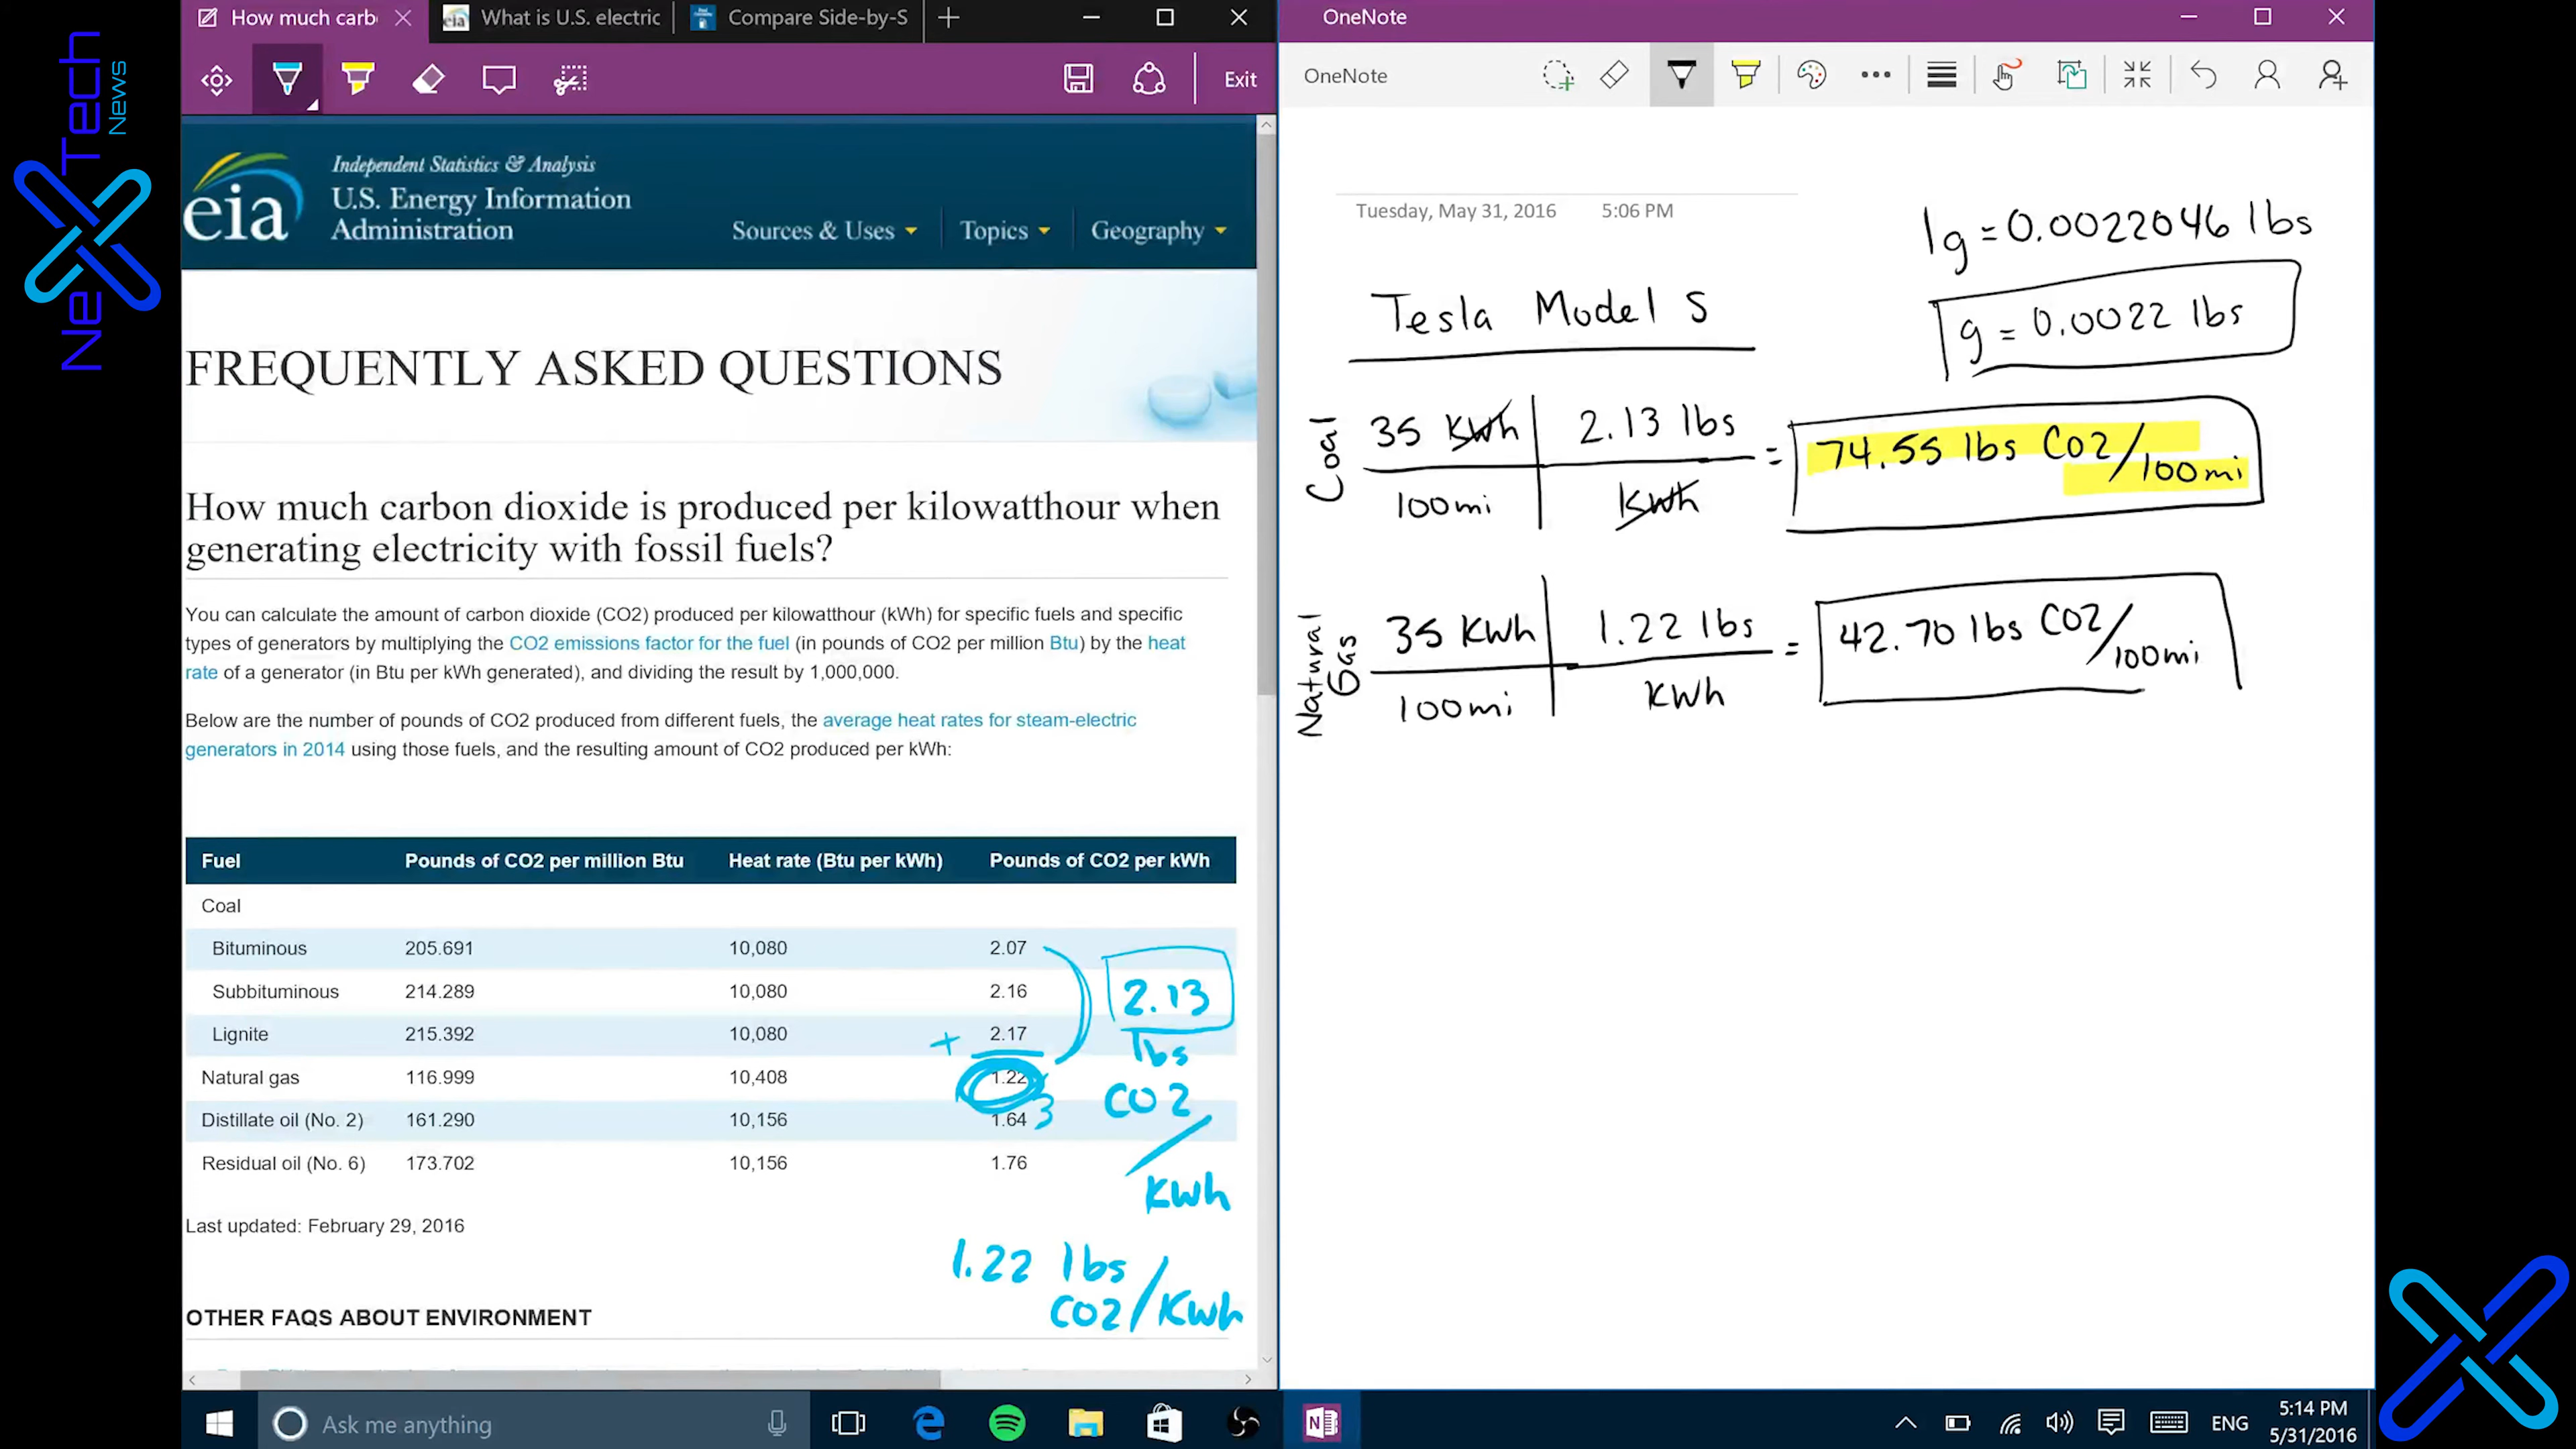 NeXTech
News
How much carb
eia What is U.S. electric
Compare Side-by-S
Exit
eia
Independent Statistics & Analysis
U.S. Energy Information
Administration
Sources & Uses
Topics
Geography
FREQUENTLY ASKED QUESTIONS
How much carbon dioxide is produced per kilowatthour when
generating electricity with fossil fuels?
You can calculate the amount of carbon dioxide (CO2) produced per kilowatthour (kWh) for specific fuels and specific
types of generators by multiplying the CO2 emissions factor for the fuel (in pounds of CO2 per million Btu) by the heat
rate of a generator (in Btu per kWh generated), and dividing the result by 1,000,000.
Below are the number of pounds of CO2 produced from different fuels, the average heat rates for steam-electric
generators in 2014 using those fuels, and the resulting amount of CO2 produced per kWh:
Fuel Pounds of CO2 per million Btu Heat rate (Btu per kWh) Pounds of CO2 per kWh
Coal
Bituminous 205.691 10,080 2.07
Subbituminous 214.289 10,080 2.16
Lignite 215.392 10,080 2.17
Natural gas 116.999 10,408 1.22
Distillate oil (No. 2) 161.290 10,156 1.64
Residual oil (No. 6) 173.702 10,156 1.76
+
3
2.13
lbs
CO2
/
KWh
Last updated: February 29, 2016
1.22 lbs
CO2/KWh
OTHER FAQS ABOUT ENVIRONMENT
OneNote
OneNote
Tuesday, May 31, 2016 5:06 PM
1g = 0.0022046 lbs
g = 0.0022 lbs
Tesla Model S
Coal
35 KWh 2.13 lbs = 74.55 lbs CO2/100mi
100mi KWh
Natural
Gas
35 KWh 1.22 lbs = 42.70 lbs CO2/100mi
100mi KWh
Ask me anything
N
ENG
5:14 PM
5/31/2016